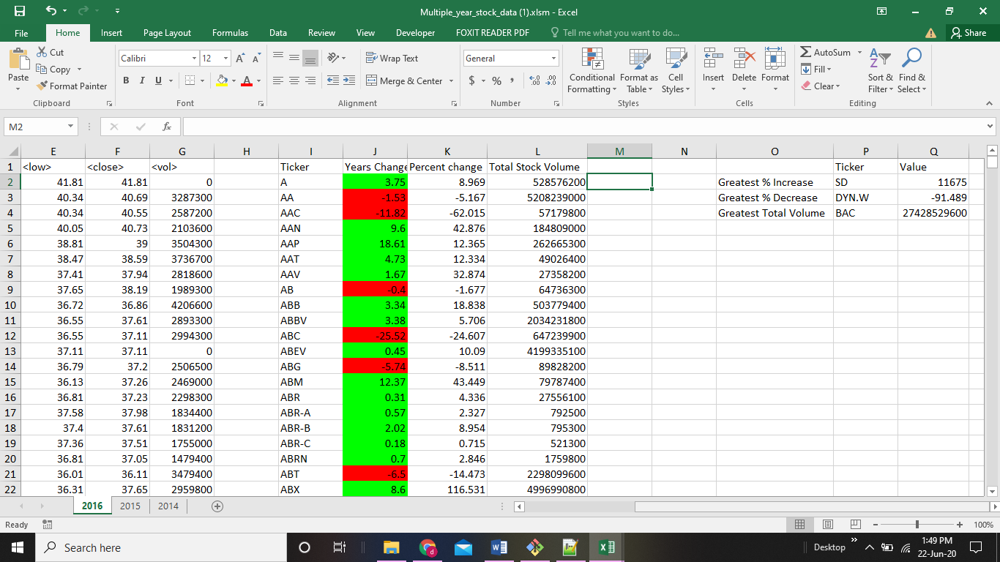 Multiple_year_stock_data (1).xlsm - Excel
File Home Insert Page Layout Formulas Data Review View Developer FOXIT READER PDF Tell me what you want to do... Share
Paste Cut Copy Format Painter Clipboard
Calibri 12 B I U A A A Font
Wrap Text Merge & Center Alignment
General $ % , .0 .00 .00 .0 Number
Conditional Formatting Format as Table Cell Styles Styles
Insert Delete Format Cells
AutoSum Fill Clear Sort & Filter Find & Select Editing
M2 fx
E F G H I J K L M N O P Q
1 <low> <close> <vol> Ticker Years Change Percent change Total Stock Volume Ticker Value
2 41.81 41.81 0 A 3.75 8.969 528576200 Greatest % Increase SD 11675
3 40.34 40.69 3287300 AA -1.53 -5.167 5208239000 Greatest % Decrease DYN.W -91.489
4 40.34 40.55 2587200 AAC -11.82 -62.015 57179800 Greatest Total Volume BAC 27428529600
5 40.05 40.73 2103600 AAN 9.6 42.876 184809000
6 38.81 39 3504300 AAP 18.61 12.365 262665300
7 38.47 38.59 3736700 AAT 4.73 12.334 49026400
8 37.41 37.94 2818600 AAV 1.67 32.874 27358200
9 37.65 38.19 1989300 AB -0.4 -1.677 64736300
10 36.72 36.86 4206600 ABB 3.34 18.838 503779400
11 36.55 37.61 2893300 ABBV 3.38 5.706 2034231800
12 36.55 37.11 2994300 ABC -25.52 -24.607 647239900
13 37.11 37.11 0 ABEV 0.45 10.09 4199335100
14 36.79 37.2 2506500 ABG -5.74 -8.511 89828200
15 36.13 37.26 2469000 ABM 12.37 43.449 79787400
16 36.81 37.23 2298300 ABR 0.31 4.336 27556100
17 37.58 37.98 1834400 ABR-A 0.57 2.327 792500
18 37.4 37.61 1831200 ABR-B 2.02 8.954 795300
19 37.36 37.51 1755000 ABR-C 0.18 0.715 521300
20 36.81 37.05 1479400 ABRN 0.7 2.846 1759800
21 36.01 36.11 3479400 ABT -6.5 -14.473 2298099600
22 36.31 37.65 2959800 ABX 8.6 116.531 4996990800
2016 2015 2014
Ready 100%
Search here Desktop 1:49 PM
22-Jun-20